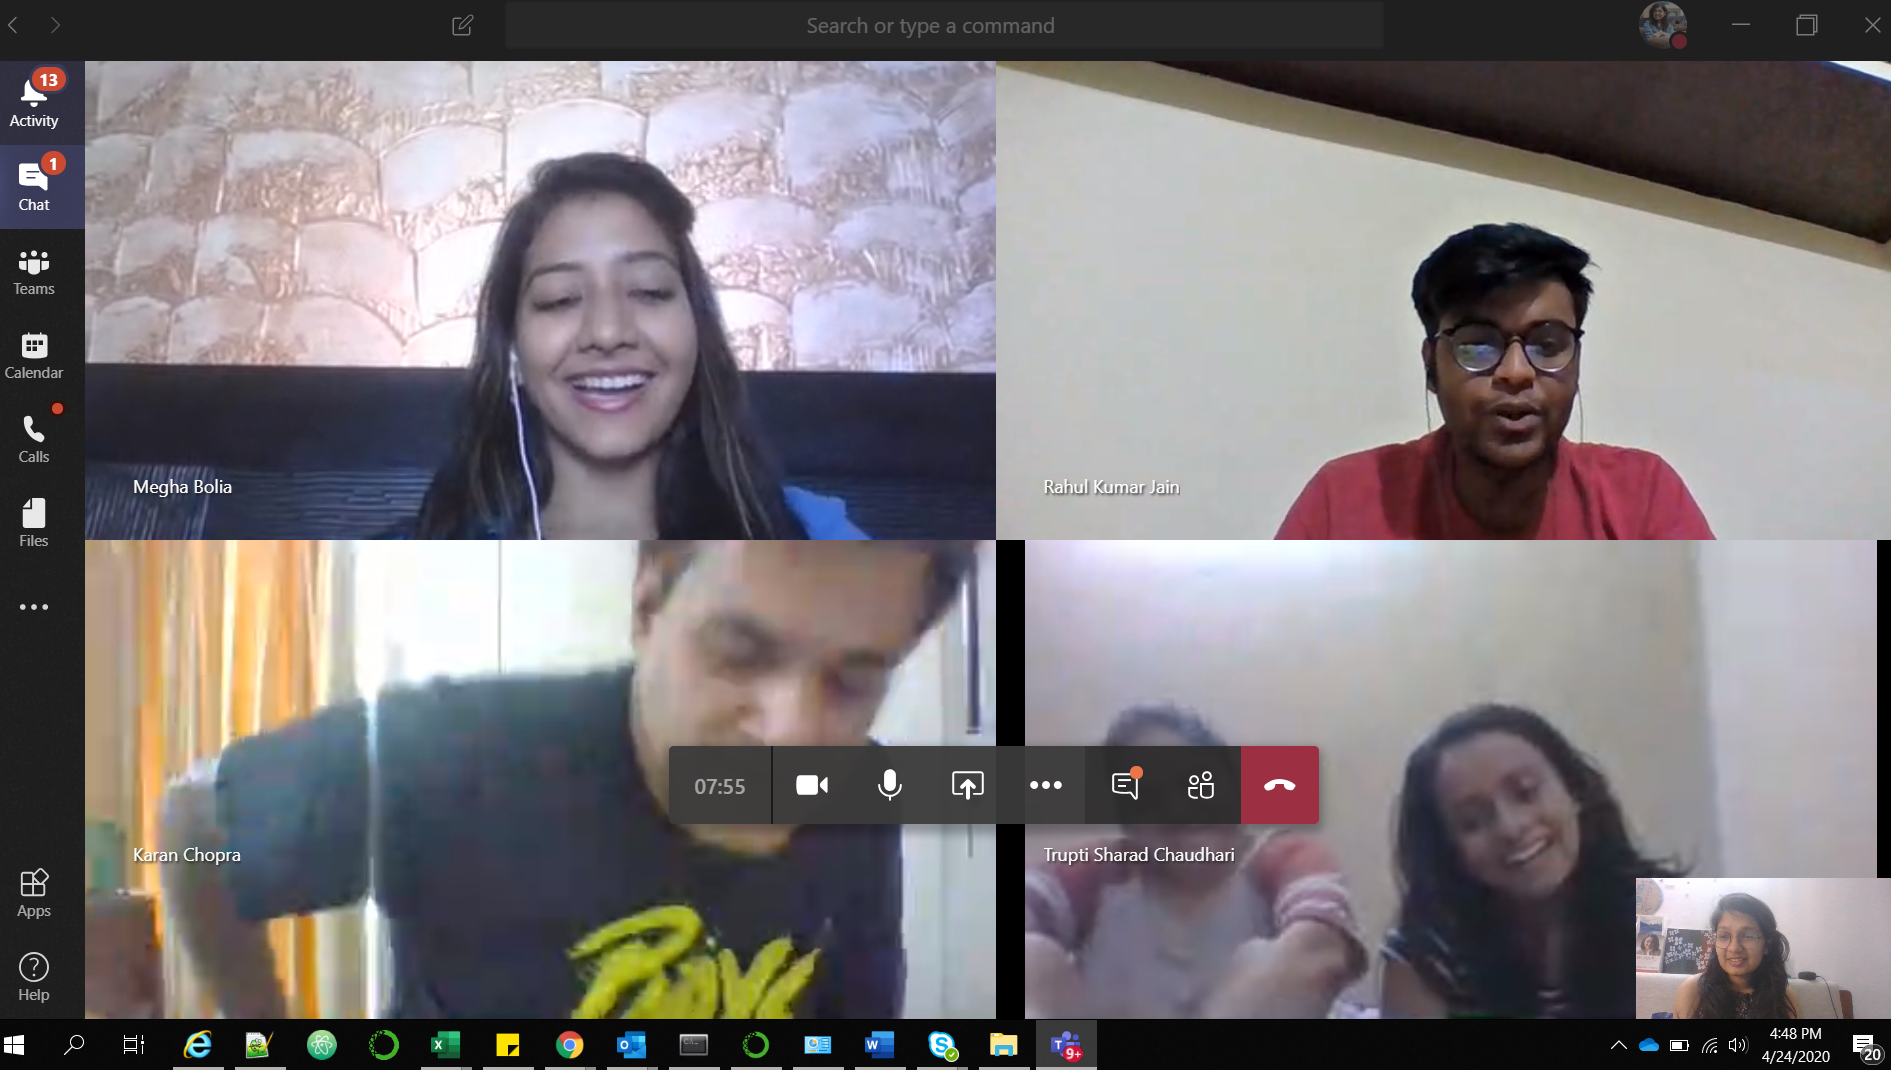 Search or type a command
13
Activity
1
Chat
Teams
Calendar
Calls
Files
Apps
Help
Megha Bolia
Rahul Kumar Jain
Karan Chopra
Trupti Sharad Chaudhari
07:55
9+
4:48 PM
4/24/2020
20